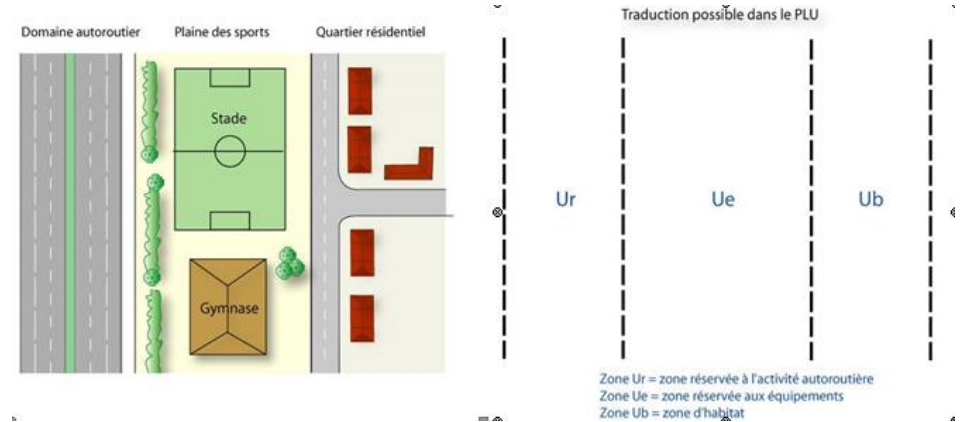 Domaine autoroutier
Plaine des sports
Quartier résidentiel
Stade
Gymnase
Traduction possible dans le PLU
Ur
Ue
Ub
Zone Ur = zone réservée à l'activité autoroutière
Zone Ue = zone réservée aux équipements
Zone Ub = zone d'habitat